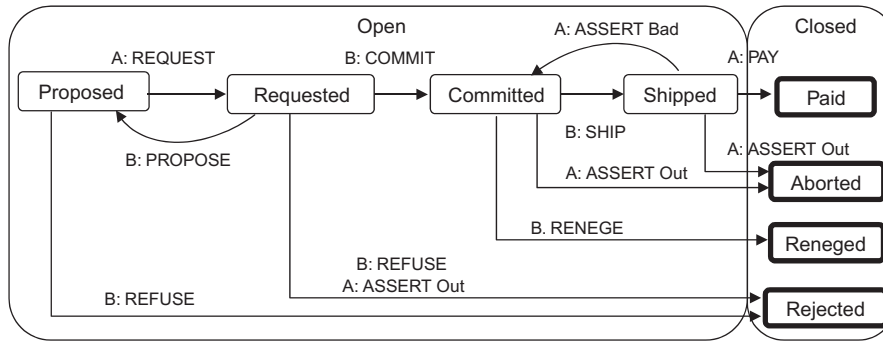 Open
Closed
A: ASSERT Bad
A: REQUEST
B: COMMIT
A: PAY
Proposed
Requested
Committed
Shipped
Paid
B: SHIP
B: PROPOSE
A: ASSERT Out
A: ASSERT Out
Aborted
B. RENEGE
Reneged
B: REFUSE
A: ASSERT Out
B: REFUSE
Rejected